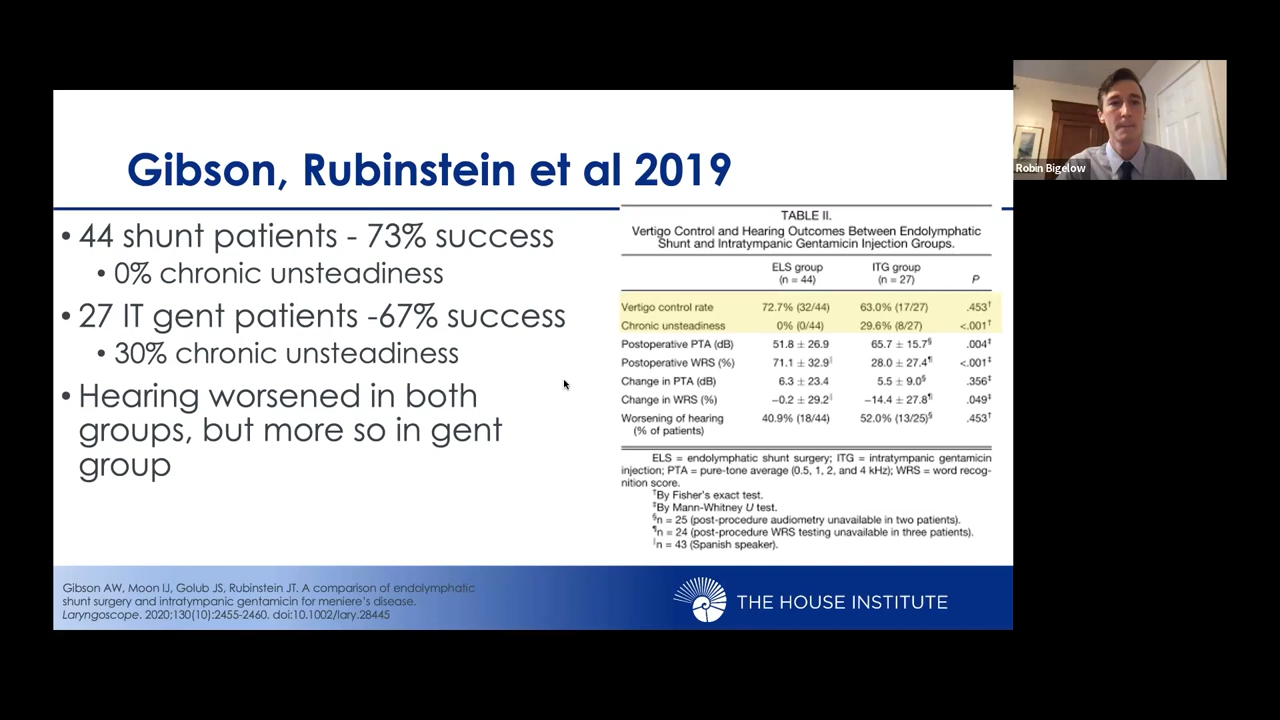 Gibson, Rubinstein et al 2019
• 44 shunt patients - 73% success
• 0% chronic unsteadiness
• 27 IT gent patients -67% success
• 30% chronic unsteadiness
• Hearing worsened in both
groups, but more so in gent
group
TABLE II.
Vertigo Control and Hearing Outcomes Between Endolymphatic
Shunt and Intratympanic Gentamicin Injection Groups.
ELS group
(n = 44)
ITG group
(n = 27)
P
Vertigo control rate 72.7% (32/44) 63.0% (17/27) .453†
Chronic unsteadiness 0% (0/44) 29.6% (8/27) <.001†
Postoperative PTA (dB) 51.8 ± 26.9 65.7 ± 15.7§ .004‡
Postoperative WRS (%) 71.1 ± 32.9‖ 28.0 ± 27.4¶ <.001‡
Change in PTA (dB) 6.3 ± 23.4 5.5 ± 9.0§ .356‡
Change in WRS (%) −0.2 ± 29.2‖ −14.4 ± 27.8¶ .049‡
Worsening of hearing 40.9% (18/44) 52.0% (13/25)§ .453†
(% of patients)
ELS = endolymphatic shunt surgery; ITG = intratympanic gentamicin
injection; PTA = pure-tone average (0.5, 1, 2, and 4 kHz); WRS = word recog-
nition score.
†By Fisher's exact test.
‡By Mann-Whitney U test.
§n = 25 (post-procedure audiometry unavailable in two patients).
¶n = 24 (post-procedure WRS testing unavailable in three patients).
‖n = 43 (Spanish speaker).
Gibson AW, Moon IJ, Golub JS, Rubinstein JT. A comparison of endolymphatic
shunt surgery and intratympanic gentamicin for meniere's disease.
Laryngoscope. 2020;130(10):2455-2460. doi:10.1002/lary.28445
THE HOUSE INSTITUTE
Robin Bigelow